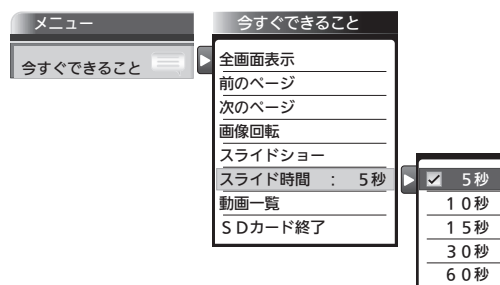 メニュー
今すぐできること
今すぐできること
全画面表示
前のページ
次のページ
画像回転
スライドショー
スライド時間 : 5秒
動画一覧
SDカード終了
5秒
10秒
15秒
30秒
60秒